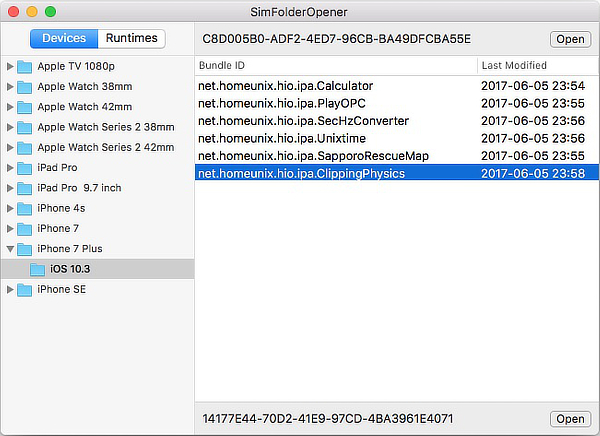 SimFolderOpener
Devices Runtimes
C8D005B0-ADF2-4ED7-96CB-BA49DFCBA55E Open
Apple TV 1080p
Apple Watch 38mm
Apple Watch 42mm
Apple Watch Series 2 38mm
Apple Watch Series 2 42mm
iPad Pro
iPad Pro 9.7 inch
iPhone 4s
iPhone 7
iPhone 7 Plus
iOS 10.3
iPhone SE
Bundle ID Last Modified
net.homeunix.hio.ipa.Calculator 2017-06-05 23:54
net.homeunix.hio.ipa.PlayOPC 2017-06-05 23:55
net.homeunix.hio.ipa.SecHzConverter 2017-06-05 23:56
net.homeunix.hio.ipa.Unixtime 2017-06-05 23:56
net.homeunix.hio.ipa.SapporoRescueMap 2017-06-05 23:55
net.homeunix.hio.ipa.ClippingPhysics 2017-06-05 23:58
14177E44-70D2-41E9-97CD-4BA3961E4071 Open